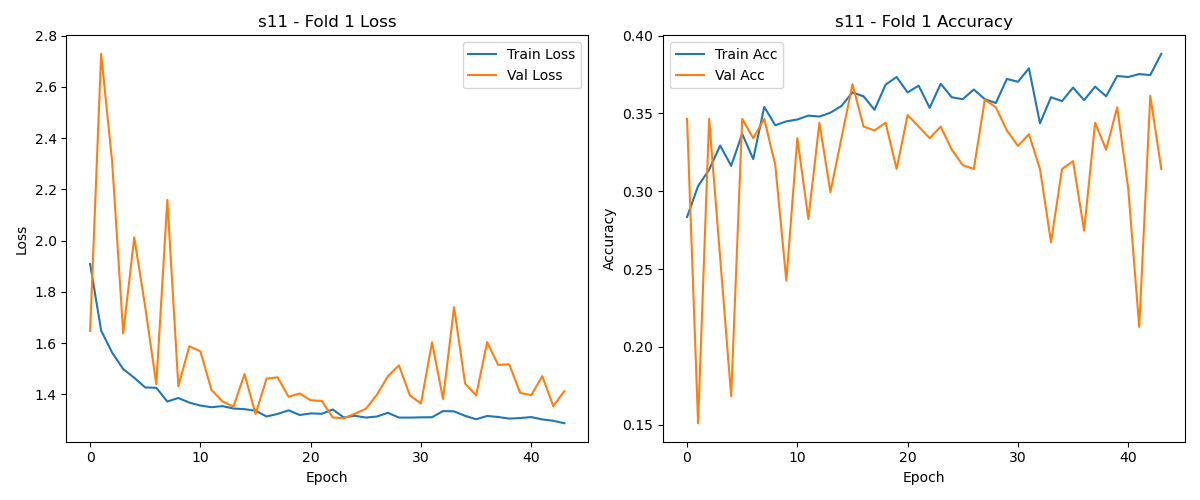 s11 - Fold 1 Loss
Train Loss
Val Loss
2.8
2.6
2.4
2.2
2.0
1.8
1.6
1.4
Loss
0
10
20
30
40
Epoch
s11 - Fold 1 Accuracy
Train Acc
Val Acc
0.40
0.35
0.30
0.25
0.20
0.15
Accuracy
0
10
20
30
40
Epoch